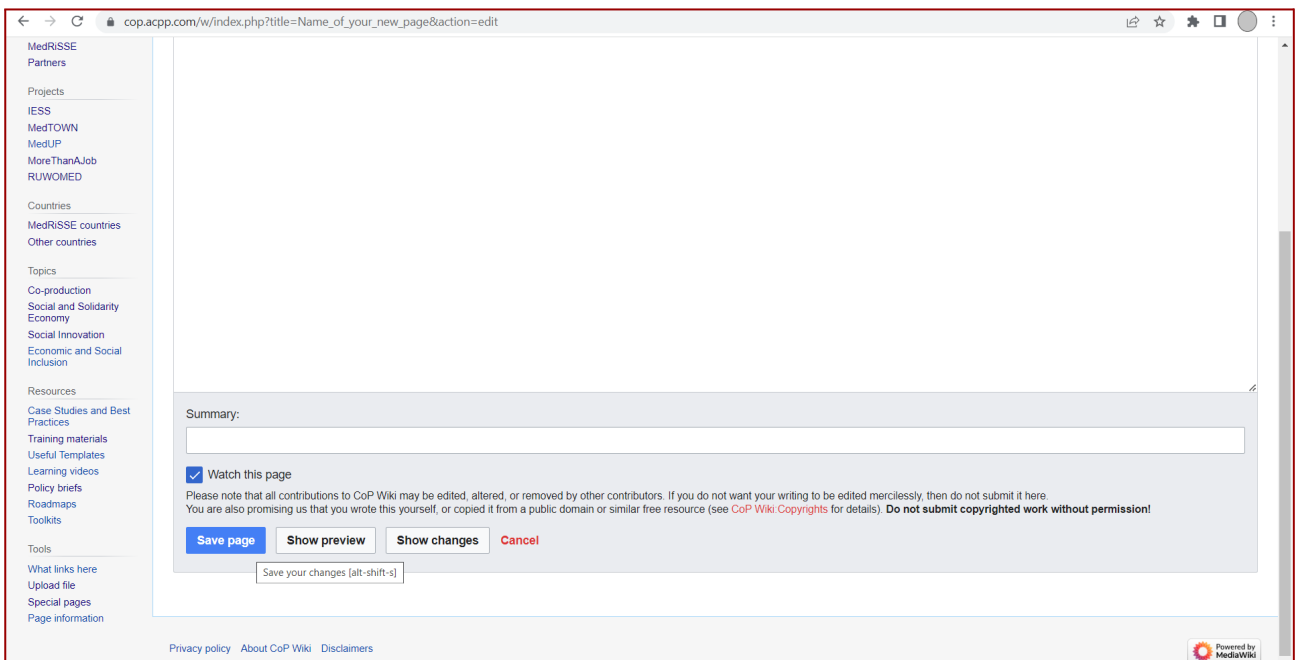 cop.acpp.com/w/index.php?title=Name_of_your_new_page&action=edit
MedRiSSE
Partners
Projects
IESS
MedTOWN
MedUP
MoreThanAJob
RUWOMED
Countries
MedRiSSE countries
Other countries
Topics
Co-production
Social and Solidarity
Economy
Social Innovation
Economic and Social
Inclusion
Resources
Case Studies and Best
Practices
Training materials
Useful Templates
Learning videos
Policy briefs
Roadmaps
Toolkits
Tools
What links here
Upload file
Special pages
Page information
Summary:
Watch this page
Please note that all contributions to CoP Wiki may be edited, altered, or removed by other contributors. If you do not want your writing to be edited mercilessly, then do not submit it here.
You are also promising us that you wrote this yourself, or copied it from a public domain or similar free resource (see CoP Wiki:Copyrights for details). Do not submit copyrighted work without permission!
Save page Show preview Show changes Cancel
Save your changes [alt-shift-s]
Privacy policy About CoP Wiki Disclaimers
Powered by
MediaWiki